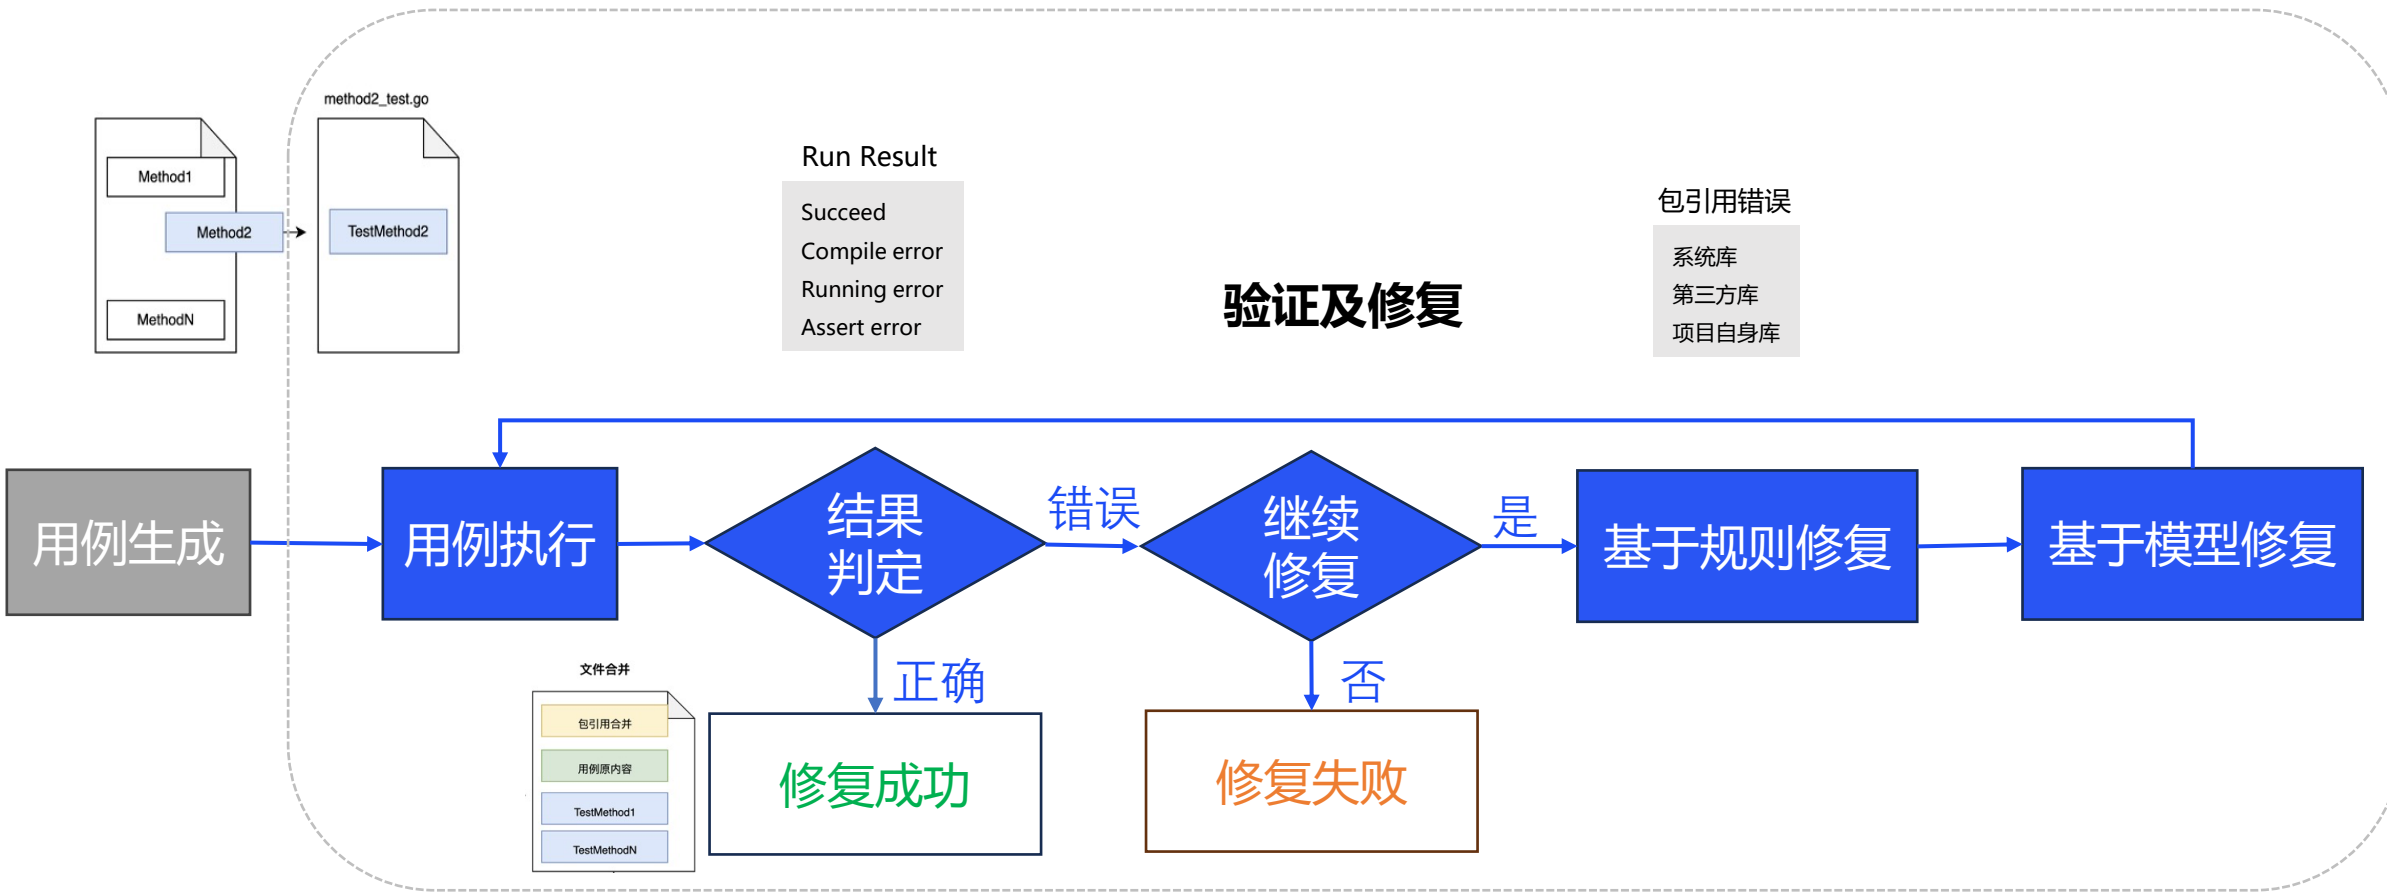 method2_test.go
Method1
Method2
MethodN
TestMethod2
Run Result
Succeed
Compile error
Running error
Assert error
验证及修复
包引用错误
系统库
第三方库
项目自身库
用例生成
用例执行
结果
判定
错误
继续
修复
是
基于规则修复
基于模型修复
正确
否
文件合并
包引用合并
用例原内容
TestMethod1
TestMethodN
修复成功
修复失败